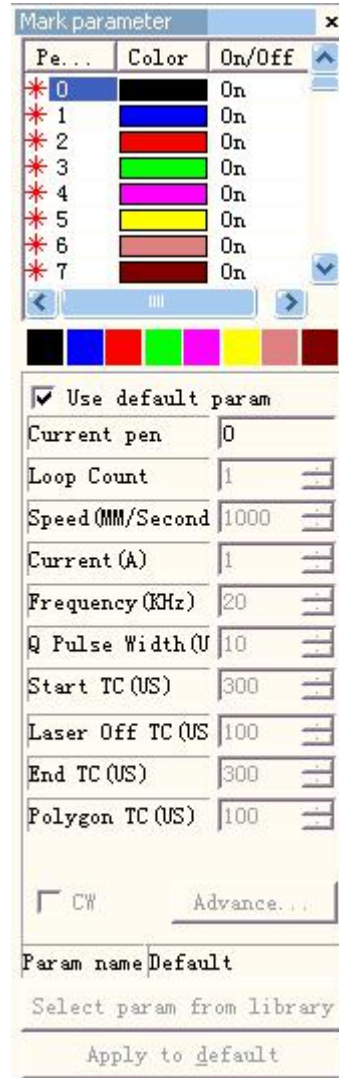 Mark parameter
Pe... Color On/Off
0 On
1 On
2 On
3 On
4 On
5 On
6 On
7 On
Use default param
Current pen 0
Loop Count 1
Speed(MM/Second 1000
Current(A) 1
Frequency(KHz) 20
Q Pulse Width(U 10
Start TC(US) 300
Laser Off TC(US 100
End TC(US) 300
Polygon TC(US) 100
CW Advance...
Param name Default
Select param from library
Apply to default